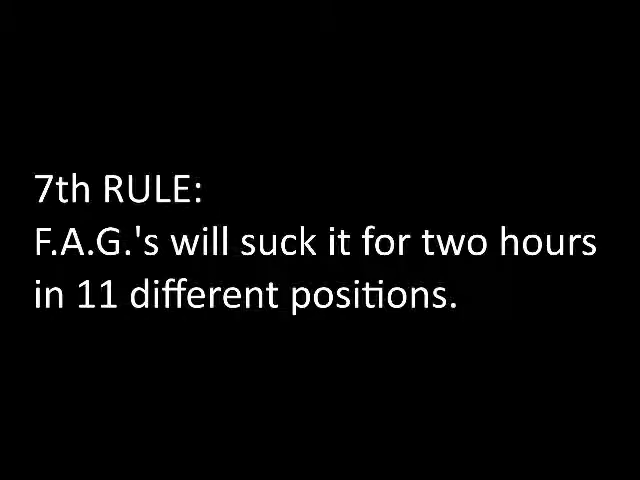 7th RULE:
F.A.G.'s will suck it for two hours
in 11 different positions.